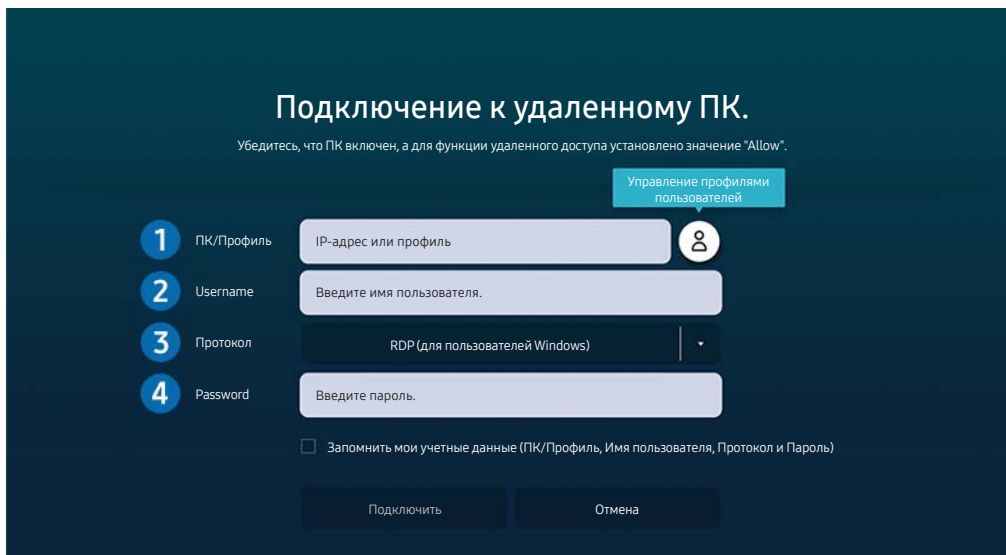 Подключение к удаленному ПК.
Убедитесь, что ПК включен, а для функции удаленного доступа установлено значение "Allow".
Управление профилями
пользователей
1 ПК/Профиль IP-адрес или профиль
2 Username Введите имя пользователя.
3 Протокол RDP (для пользователей Windows)
4 Password Введите пароль.
Запомнить мои учетные данные (ПК/Профиль, Имя пользователя, Протокол и Пароль)
Подключить Отмена